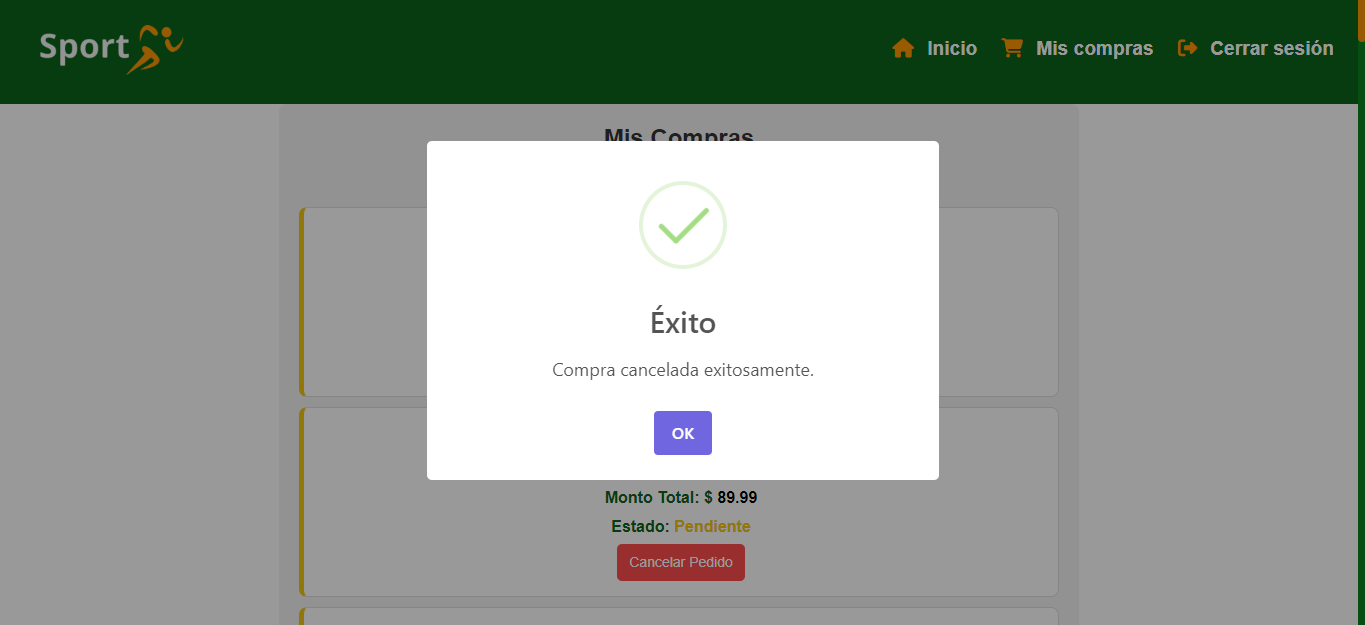 Sport
Inicio
Mis compras
Cerrar sesión
Mis Compras
Éxito
Compra cancelada exitosamente.
OK
Monto Total: $ 89.99
Estado: Pendiente
Cancelar Pedido